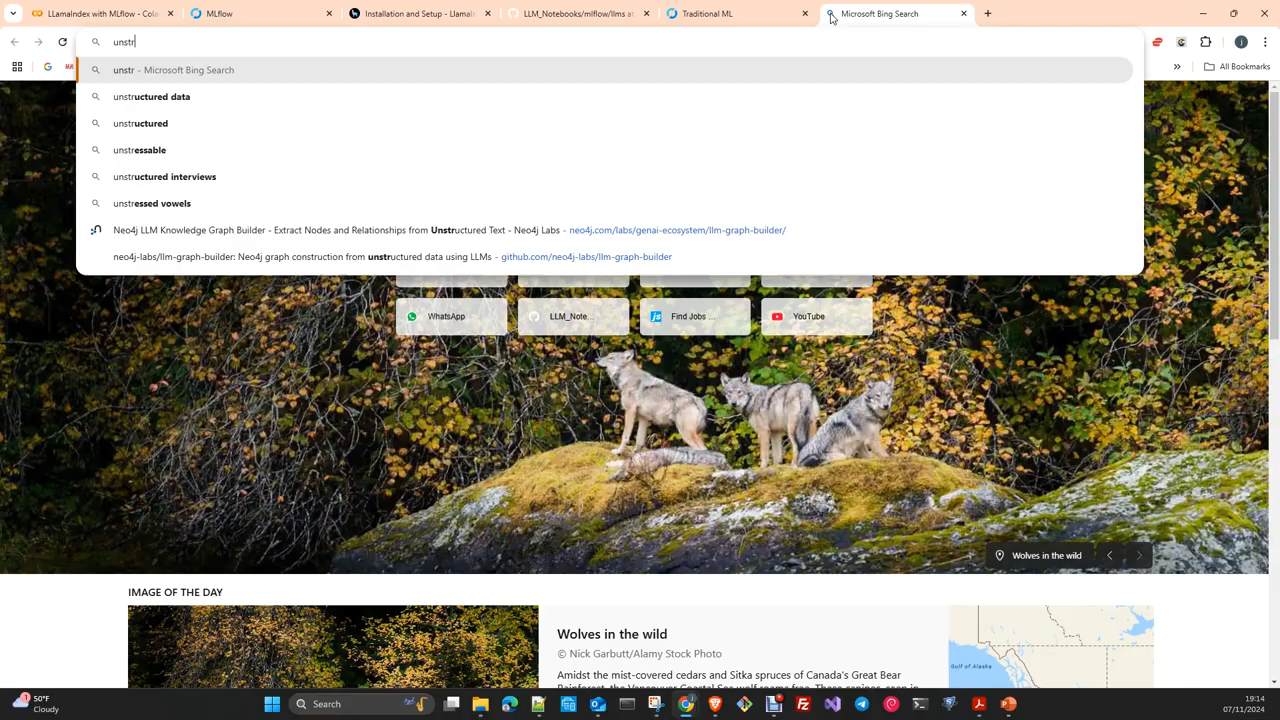 LLamaIndex with MLflow - Cola
MLflow
Installation and Setup - LlamaIn
LLM_Notebooks/mlflow/llms at
Traditional ML
Microsoft Bing Search
unstr
All Bookmarks
unstr - Microsoft Bing Search
unstructured data
unstructured
unstressable
unstructured interviews
unstressed vowels
Neo4j LLM Knowledge Graph Builder - Extract Nodes and Relationships from Unstructured Text - Neo4j Labs - neo4j.com/labs/genai-ecosystem/llm-graph-builder/
neo4j-labs/llm-graph-builder: Neo4j graph construction from unstructured data using LLMs - github.com/neo4j-labs/llm-graph-builder
WhatsApp
LLM_Note...
Find Jobs ...
YouTube
Wolves in the wild
IMAGE OF THE DAY
Wolves in the wild
© Nick Garbutt/Alamy Stock Photo
Amidst the mist-covered cedars and Sitka spruces of Canada's Great Bear
Gulf of Alaska
50°F
Cloudy
Search
19:14
07/11/2024